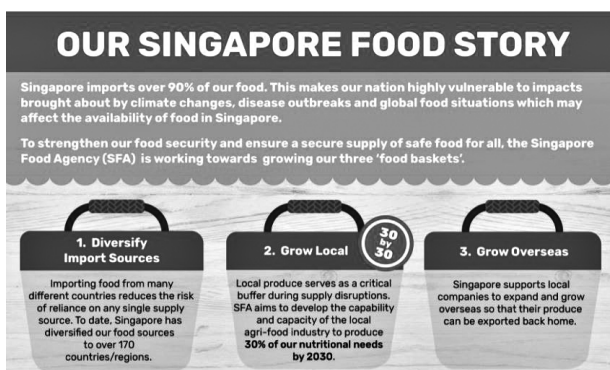 OUR SINGAPORE FOOD STORY
Singapore imports over 90% of our food. This makes our nation highly vulnerable to impacts
brought about by climate changes, disease outbreaks and global food situations which may
affect the availability of food in Singapore.
To strengthen our food security and ensure a secure supply of safe food for all, the Singapore
Food Agency (SFA) is working towards growing our three ‘food baskets’.
1. Diversify
Import Sources
Importing food from many
different countries reduces the risk
of reliance on any single supply
source. To date, Singapore has
diversified our food sources
to over 170
countries/regions.
2. Grow Local
30
by
30
Local produce serves as a critical
buffer during supply disruptions.
SFA aims to develop the capability
and capacity of the local
agri-food industry to produce
30% of our nutritional needs
by 2030.
3. Grow Overseas
Singapore supports local
companies to expand and grow
overseas so that their produce
can be exported back home.